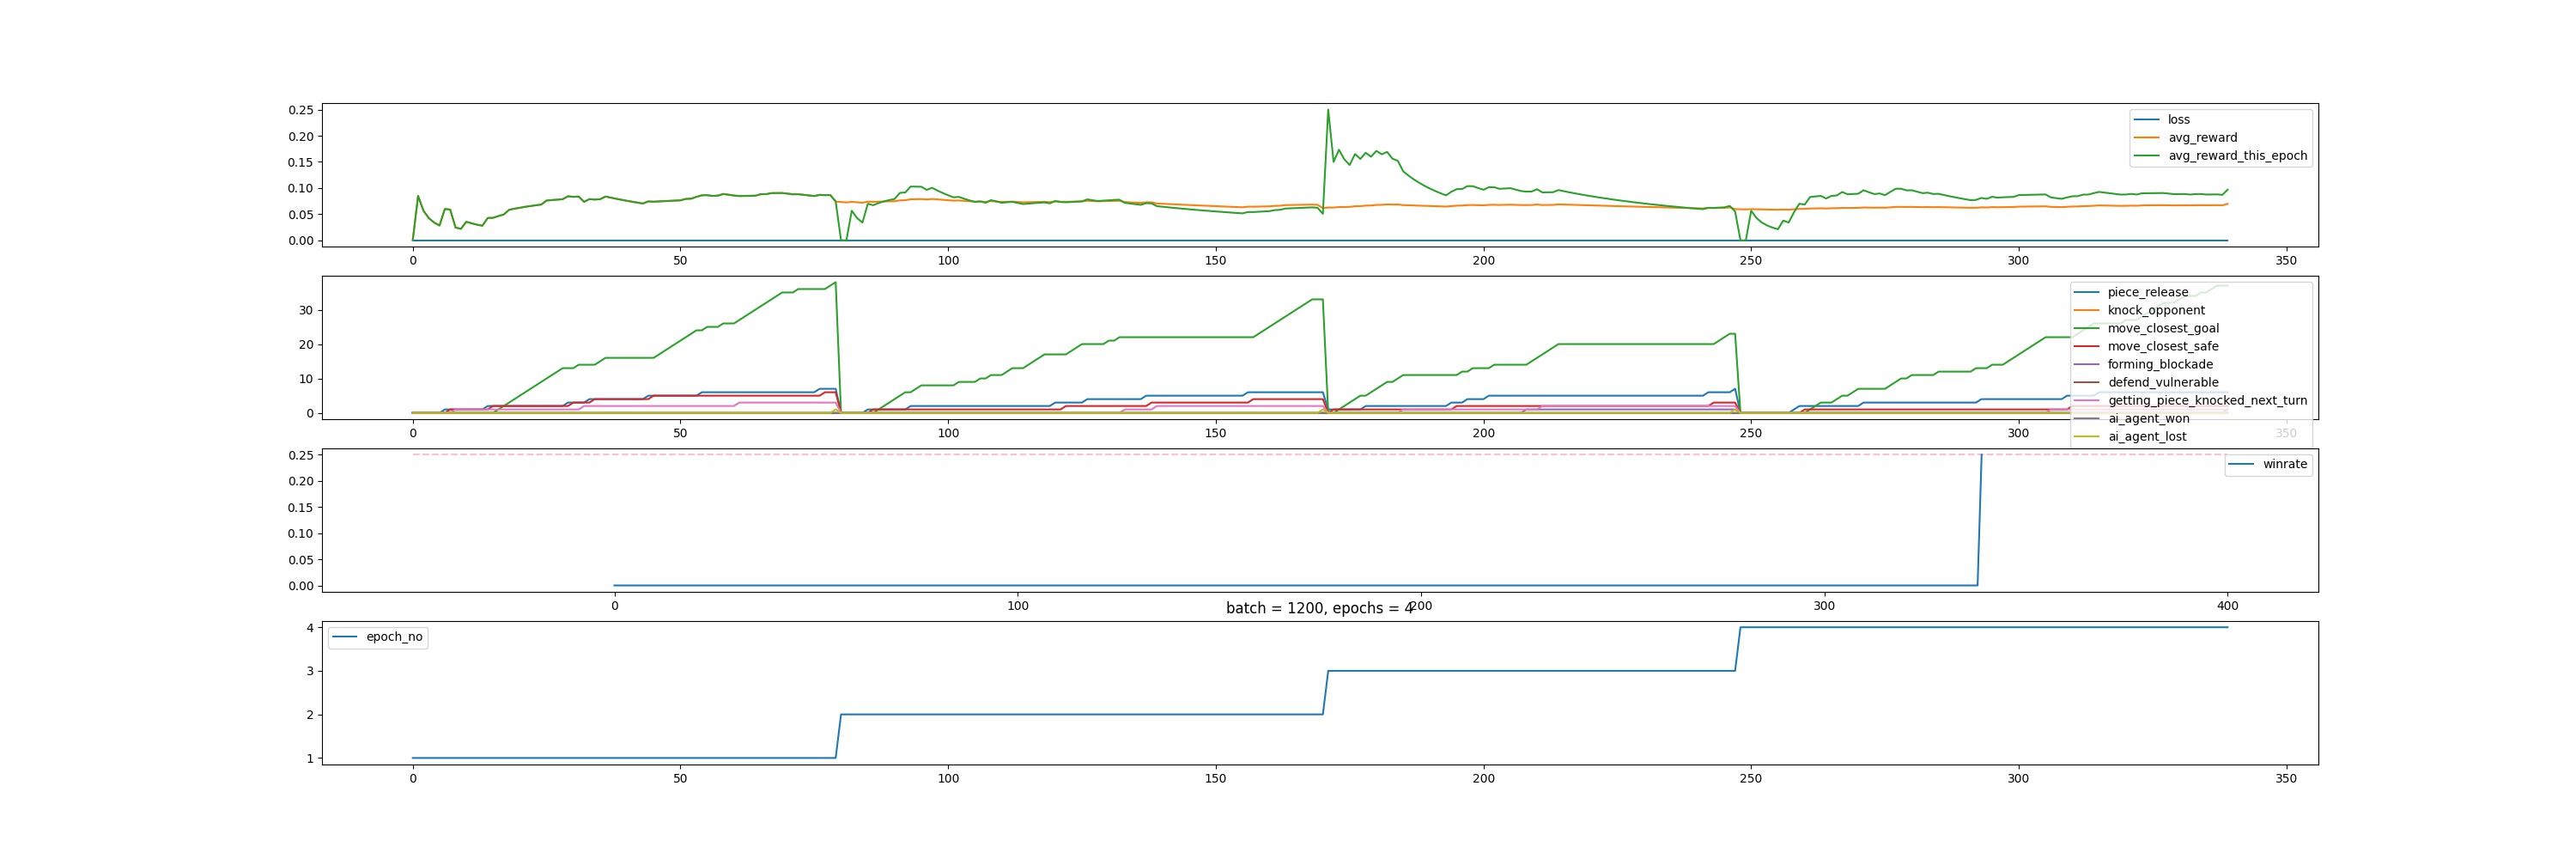 0.25
0.20
0.15
0.10
0.05
0.00
loss
avg_reward
avg_reward_this_epoch
0 50 100 150 200 250 300 350
30
20
10
0
piece_release
knock_opponent
move_closest_goal
move_closest_safe
forming_blockade
defend_vulnerable
getting_piece_knocked_next_turn
ai_agent_won
ai_agent_lost
0 50 100 150 200 250 300 350
0.25
0.20
0.15
0.10
0.05
0.00
winrate
0 100 200 300 400
batch = 1200, epochs = 4
4
3
2
1
epoch_no
0 50 100 150 200 250 300 350